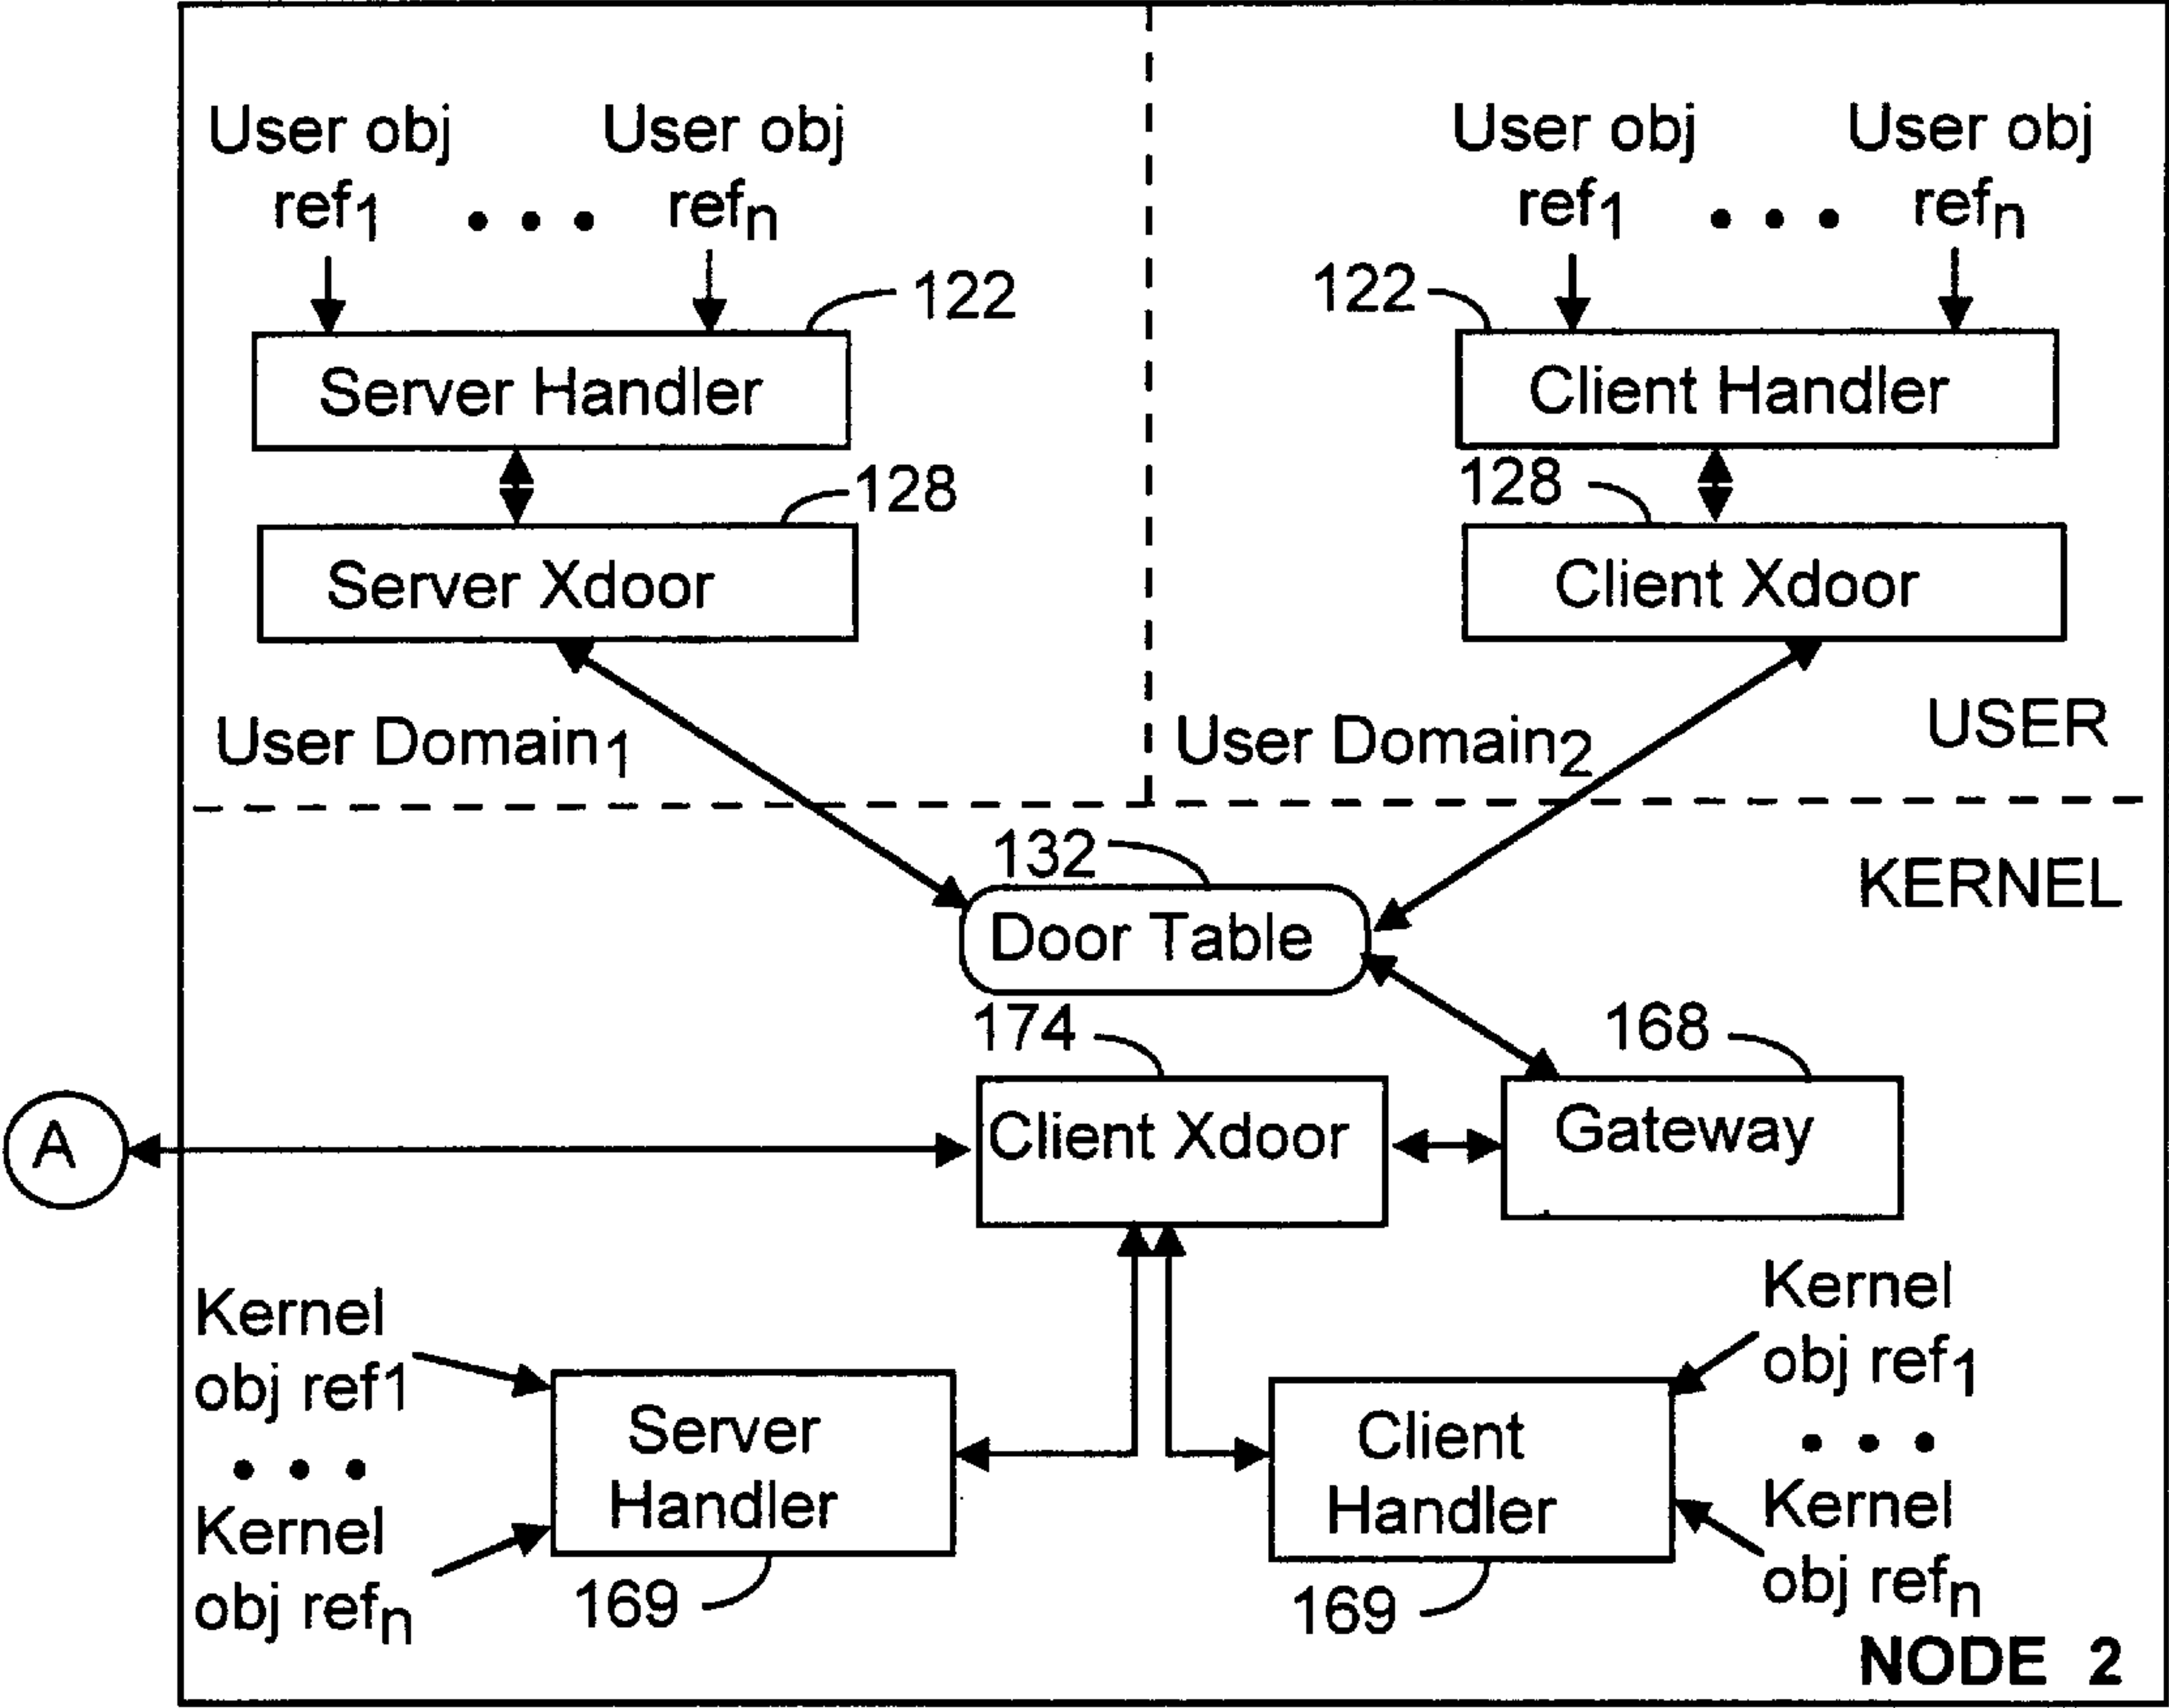 User obj User obj
ref1 • • • refn
User obj User obj
ref1 • • • refn
122
122
Server Handler
Client Handler
128
128
Server Xdoor
Client Xdoor
User Domain1
User Domain2
USER
132
KERNEL
Door Table
174
168
A
Client Xdoor
Gateway
Kernel
obj ref1
• • •
Kernel
obj refn
Server
Handler
169
Client
Handler
169
Kernel
obj ref1
• • •
Kernel
obj refn
NODE 2